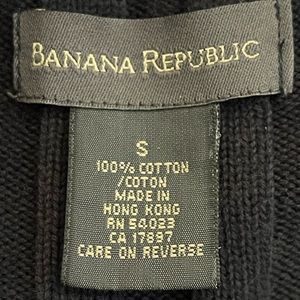 BANANA REPUBLIC
S
100% COTTON
/COTON
MADE IN
HONG KONG
RN 54023
CA 17897
CARE ON REVERSE